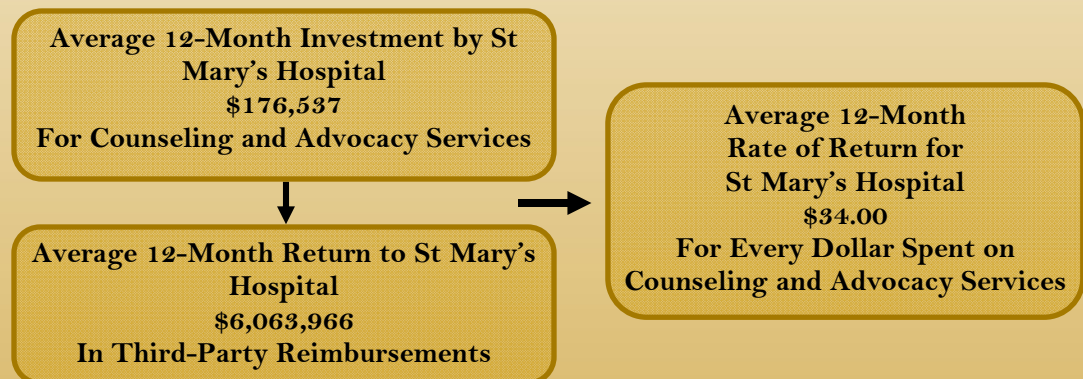 Average 12-Month Investment by St
Mary’s Hospital
$176,537
For Counseling and Advocacy Services
Average 12-Month Return to St Mary’s
Hospital
$6,063,966
In Third-Party Reimbursements
Average 12-Month
Rate of Return for
St Mary’s Hospital
$34.00
For Every Dollar Spent on
Counseling and Advocacy Services